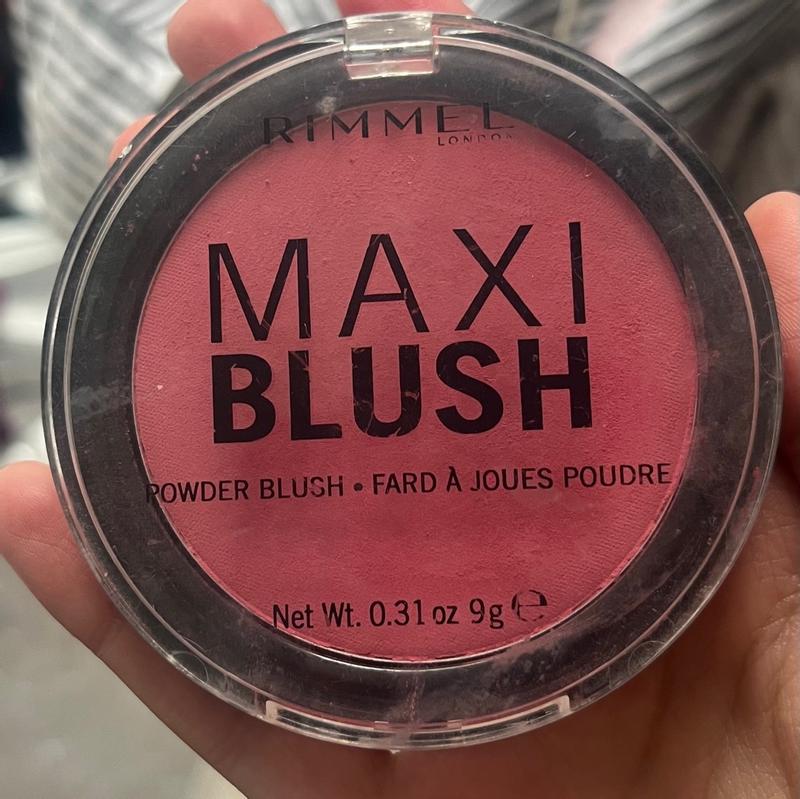 RIMMEL
LONDON
MAXI
BLUSH
POWDER BLUSH • FARD À JOUES POUDRE
Net Wt. 0.31 oz 9g ℮